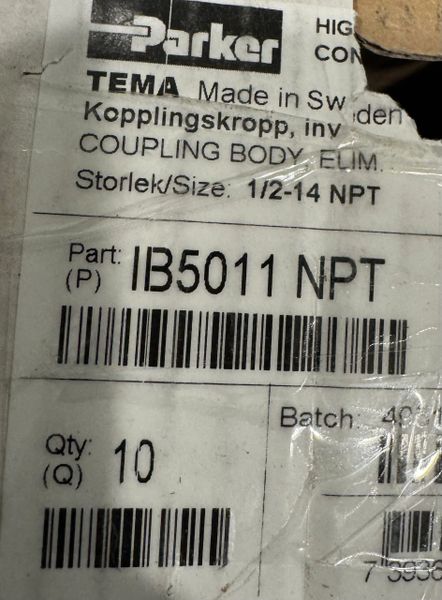 Parker
HIG
CON
TEMA Made in Sw den
Kopplingskropp, inv
COUPLING BODY, ELIM.
Storlek/Size: 1/2-14 NPT
Part: IB5011 NPT
(P)
Batch:
Qty: 10
(Q)